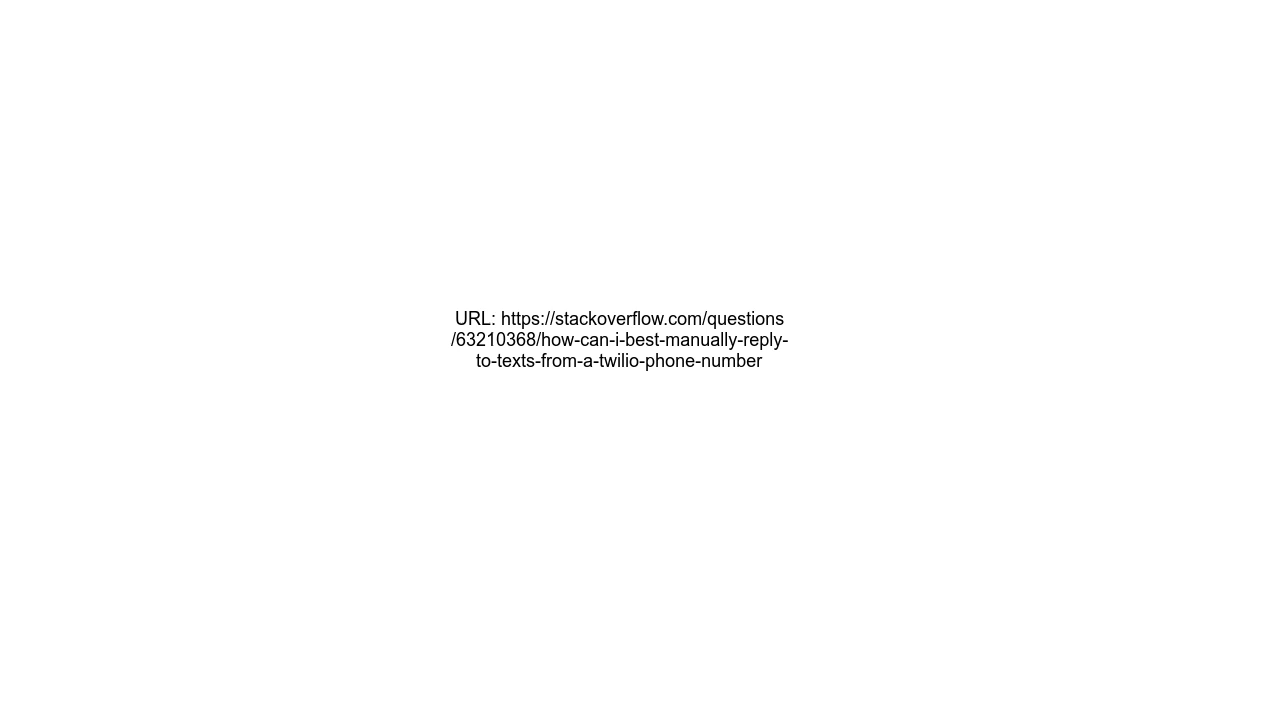 URL: https://stackoverflow.com/questions
/63210368/how-can-i-best-manually-reply-
to-texts-from-a-twilio-phone-number